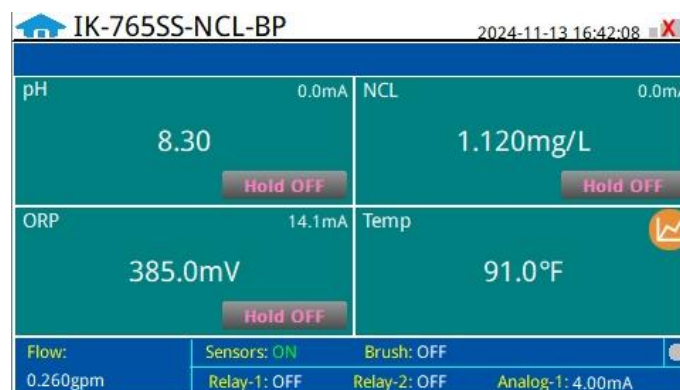 IK-765SS-NCL-BP 2024-11-13 16:42:08 X
pH 0.0mA NCL 0.0m
8.30 1.120mg/L
Hold OFF Hold OFF
ORP 14.1mA Temp
385.0mV 91.0°F
Hold OFF
Flow: Sensors: ON Brush: OFF
0.260gpm Relay-1: OFF Relay-2: OFF Analog-1: 4.00mA